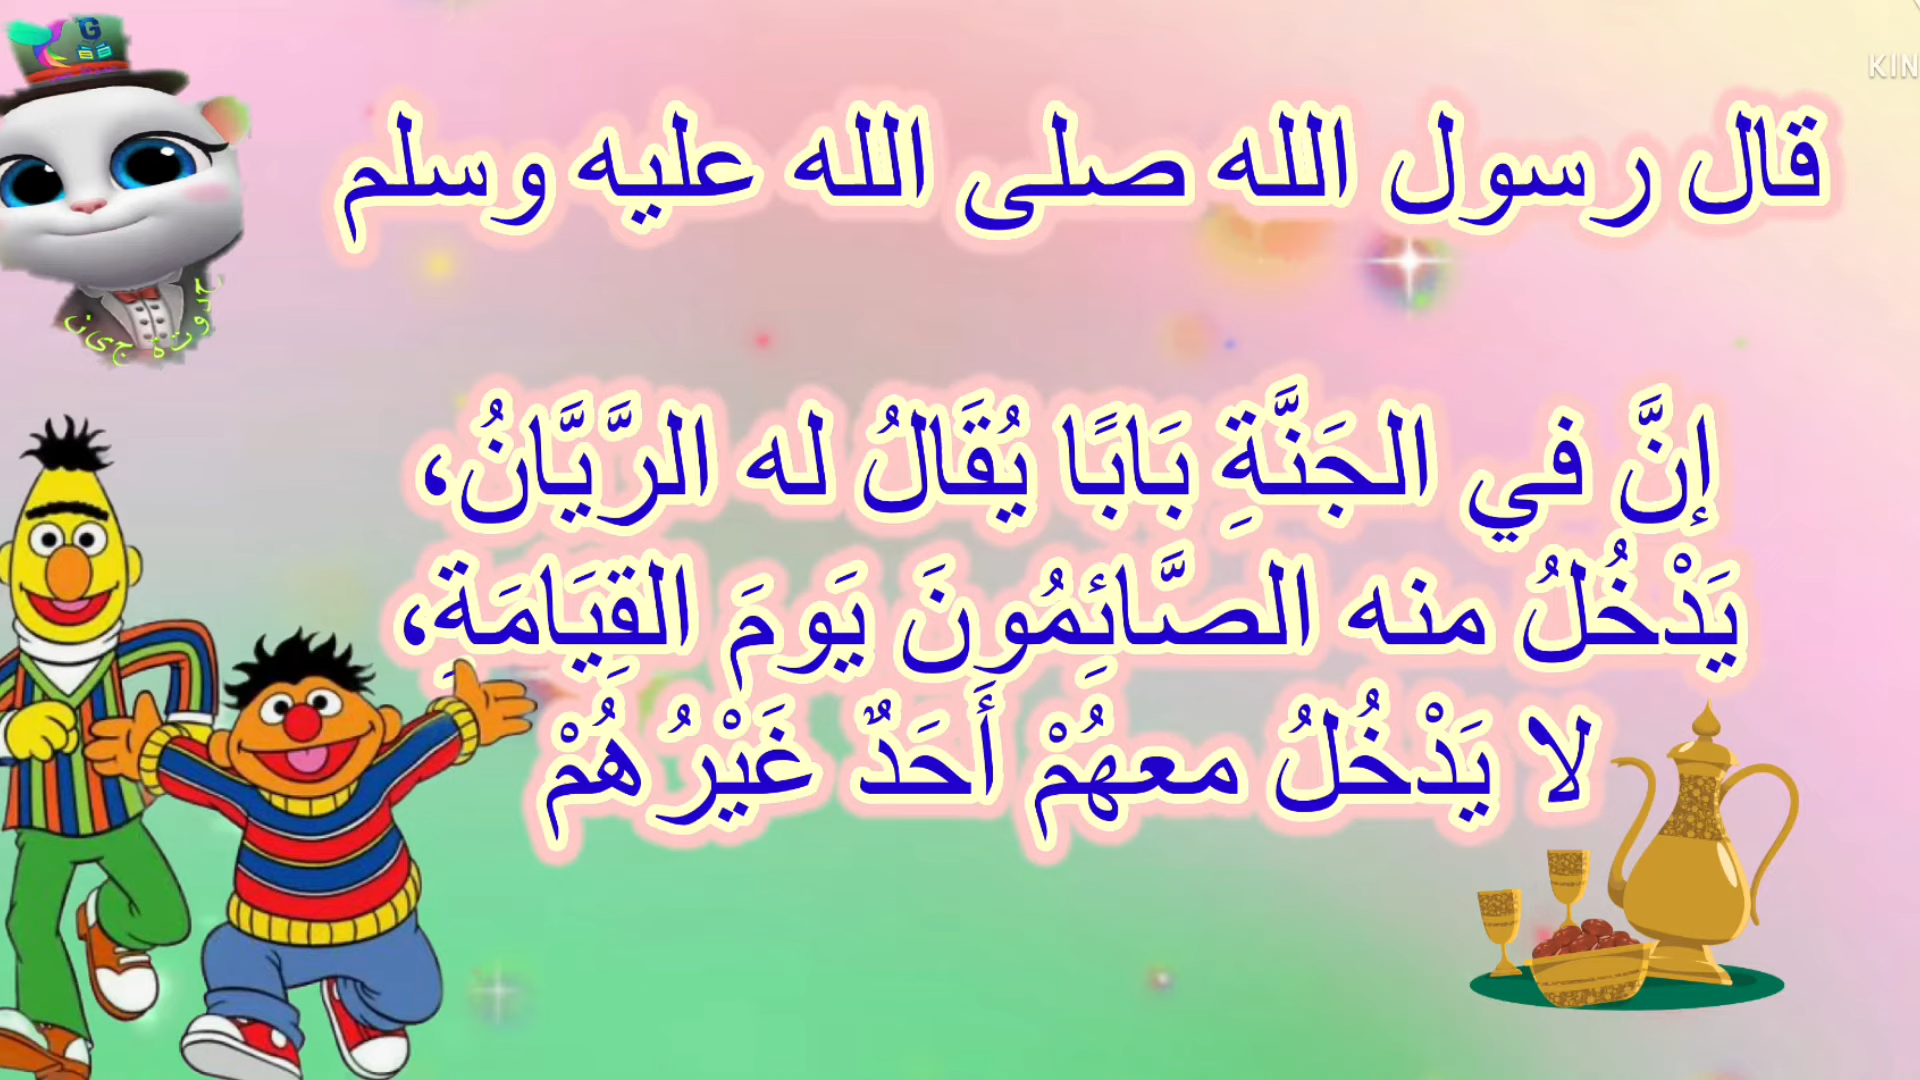 قال رسول الله صلى الله عليه وسلم
إنَّ في الجَنَّةِ بَابًا يُقَالُ له الرَّيَّانُ،
يَدْخُلُ منه الصَّائِمُونَ يَومَ القِيَامَةِ،
لا يَدْخُلُ معهُمْ أَحَدٌ غَيْرُهُمْ
KIN
G